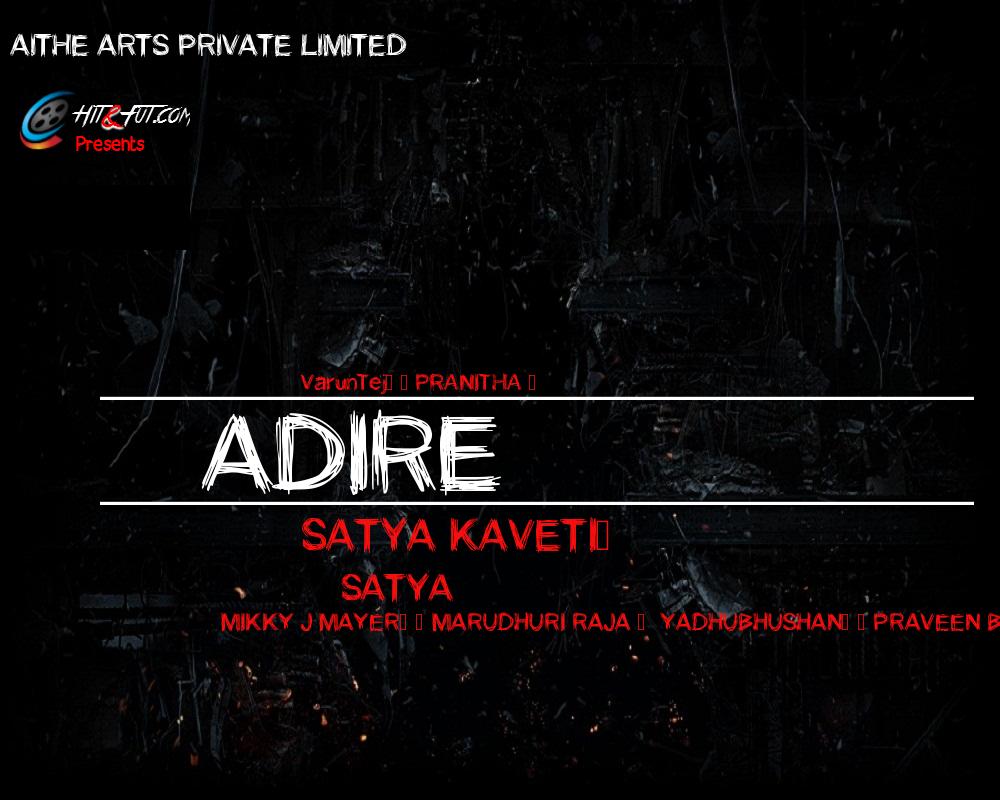 AITHE ARTS PRIVATE LIMITED
HIT&FUT.COM
Presents
VarunTej PRANITHA
ADIRE
SATYA KAVETI
SATYA
MIKKY J MAYER MARUDHURI RAJA YADHUBHUSHAN PRAVEEN B